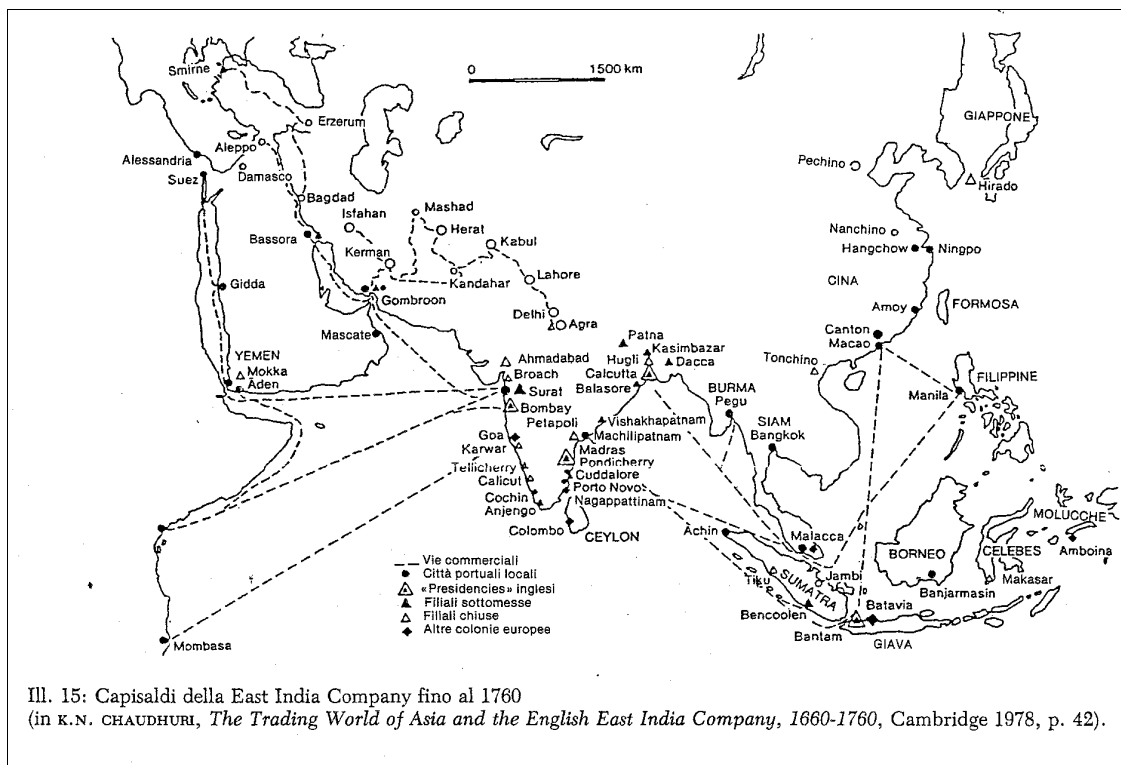 0 1500 km
Smirne
Erzerum
Aleppo
Alessandria
Damasco
Suez
Bagdad
Isfahan
Mashad
Herat
Bassora
Kabul
Kerman
Kandahar
Lahore
Gidda
Gombroon
Delhi
Agra
Mascate
YEMEN
Mokka
Aden
Ahmadabad
Broach
Surat
Bombay
Petapoli
Patna
Kasimbazar
Hugli
Dacca
Calcutta
Balasore
BURMA
Pegu
Vishakhapatnam
Machilipatnam
Goa
Karwar
Madras
Pondicherry
Tellicherry
Cuddalore
Calicut
Porto Novo
Cochin
Nagappattinam
Anjengo
Colombo
CEYLON
SIAM
Bangkok
GIAPPONE
Pechino
Hirado
Nanchino
Hangchow
Ningpo
CINA
Amoy
FORMOSA
Canton
Macao
Tonchino
FILIPPINE
Manila
MOLUCCHE
Achin
Malacca
BORNEO
CELEBES
Amboina
Tiku
SUMATRA
Jambi
Makasar
Banjarmasin
Bencoolen
Batavia
Bantam
GIAVA
Mombasa
Vie commerciali
Città portuali locali
«Presidencies» inglesi
Filiali sottomesse
Filiali chiuse
Altre colonie europee
Ill. 15: Capisaldi della East India Company fino al 1760
(in K.N. CHAUDHURI, The Trading World of Asia and the English East India Company, 1660-1760, Cambridge 1978, p. 42).